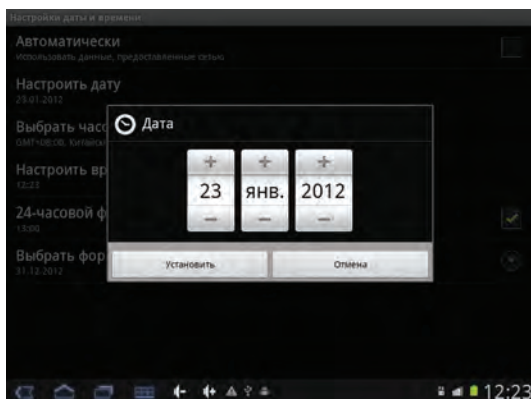 Настройки даты и времени
Автоматически
Использовать данные, предоставленные сетью
Настроить дату
23.01.2012
Выбрать час
GMT+08:00, Китайск
Настроить вр
12:23
24-часовой ф
13:00
Выбрать фор
31.12.2012
Дата
+ + +
23 янв. 2012
− − −
Установить Отмена
12:23